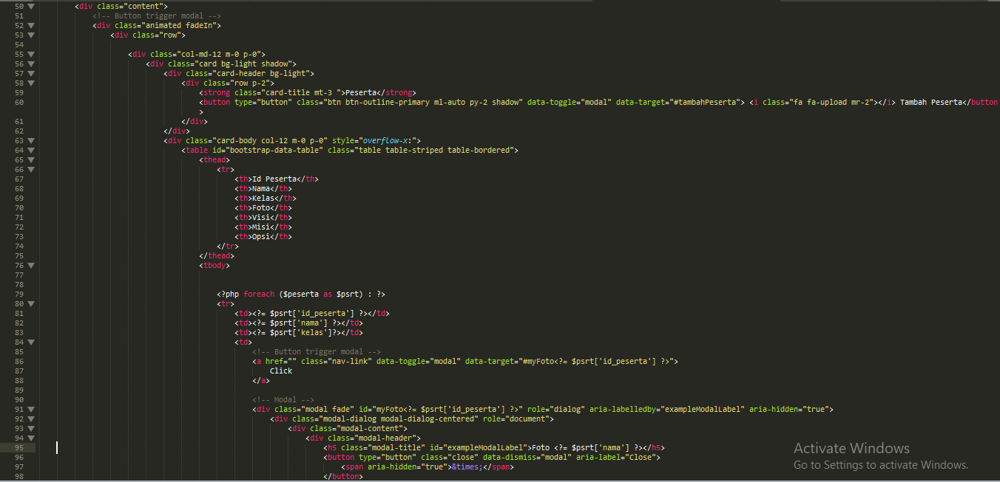 50 ▼ <div class="content">
51 <!-- Button trigger modal -->
52 ▼ <div class="animated fadeIn">
53 ▼ <div class="row">
54
55 ▼ <div class="col-md-12 m-0 p-0">
56 ▼ <div class="card bg-light shadow">
57 ▼ <div class="card-header bg-light">
58 ▼ <div class="row p-2">
59 <strong class="card-title mt-3 ">Peserta</strong>
60 <button type="button" class="btn btn-outline-primary ml-auto py-2 shadow" data-toggle="modal" data-target="#tambahPeserta"> <i class="fa fa-upload mr-2"></i> Tambah Peserta</button
>
61 </div>
62 </div>
63 ▼ <div class="card-body col-12 m-0 p-0" style="overflow-x:">
64 ▼ <table id="bootstrap-data-table" class="table table-striped table-bordered">
65 ▼ <thead>
66 ▼ <tr>
67 <th>Id Peserta</th>
68 <th>Nama</th>
69 <th>Kelas</th>
70 <th>Foto</th>
71 <th>Visi</th>
72 <th>Misi</th>
73 <th>Opsi</th>
74 </tr>
75 </thead>
76 ▼ <tbody>
77
78
79 <?php foreach ($peserta as $psrt) : ?>
80 ▼ <tr>
81 <td><?= $psrt['id_peserta'] ?></td>
82 <td><?= $psrt['nama'] ?></td>
83 <td><?= $psrt['kelas']?></td>
84 ▼ <td>
85 <!-- Button trigger modal -->
86 <a href="" class="nav-link" data-toggle="modal" data-target="#myFoto<?= $psrt['id_peserta'] ?>">
87 Click
88 </a>
89
90 <!-- Modal -->
91 ▼ <div class="modal fade" id="myFoto<?= $psrt['id_peserta'] ?>" role="dialog" aria-labelledby="exampleModalLabel" aria-hidden="true">
92 ▼ <div class="modal-dialog modal-dialog-centered" role="document">
93 ▼ <div class="modal-content">
94 ▼ <div class="modal-header">
95 <h5 class="modal-title" id="exampleModalLabel">Foto <?= $psrt['nama'] ?></h5>
96 <button type="button" class="close" data-dismiss="modal" aria-label="Close">
97 <span aria-hidden="true">&times;</span>
98 </button>
Activate Windows
Go to Settings to activate Windows.